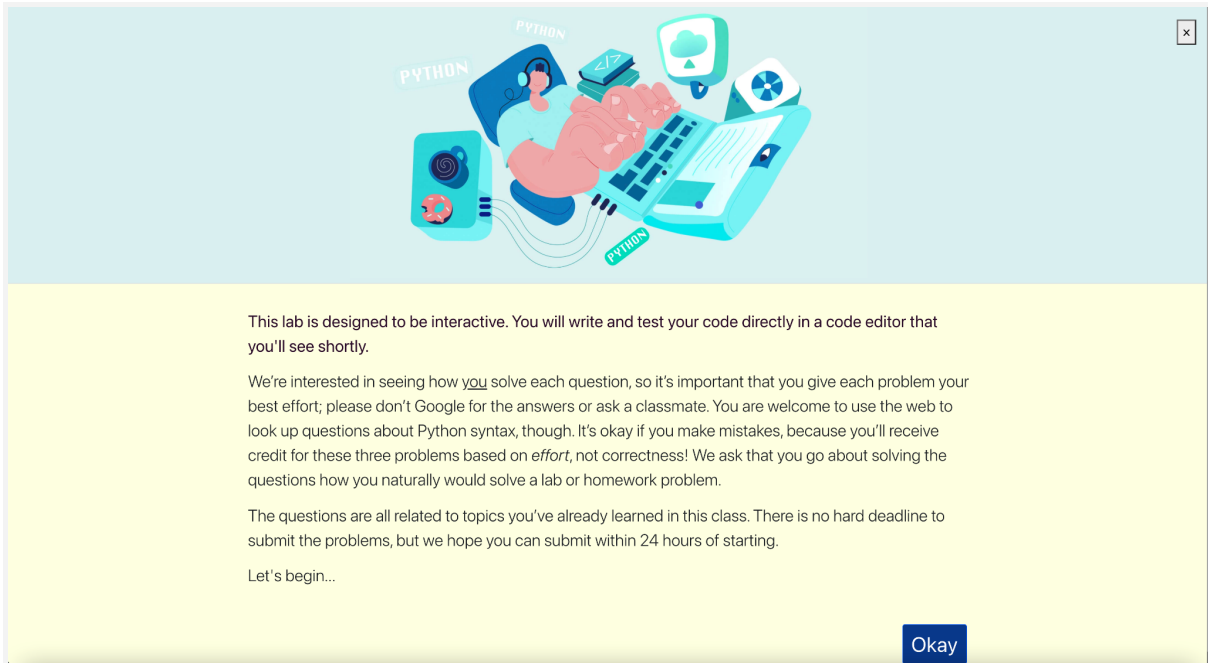 PYTHON
×
PYTHON
</>
PYTHON
This lab is designed to be interactive. You will write and test your code directly in a code editor that
you'll see shortly.
We’re interested in seeing how you solve each question, so it’s important that you give each problem your
best effort; please don’t Google for the answers or ask a classmate. You are welcome to use the web to
look up questions about Python syntax, though. It’s okay if you make mistakes, because you’ll receive
credit for these three problems based on effort, not correctness! We ask that you go about solving the
questions how you naturally would solve a lab or homework problem.
The questions are all related to topics you’ve already learned in this class. There is no hard deadline to
submit the problems, but we hope you can submit within 24 hours of starting.
Let's begin...
Okay